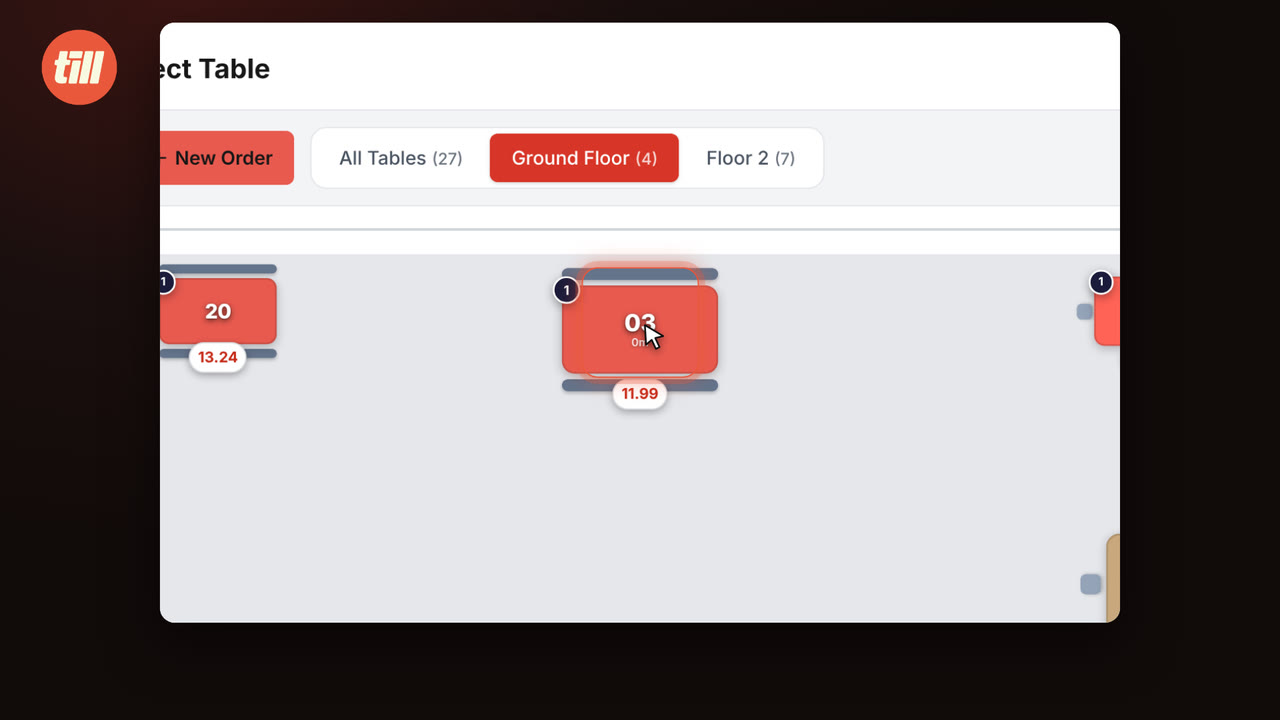 till
ect Table
New Order
All Tables (27)
Ground Floor (4)
Floor 2 (7)
1
20
13.24
1
03
11.99
1